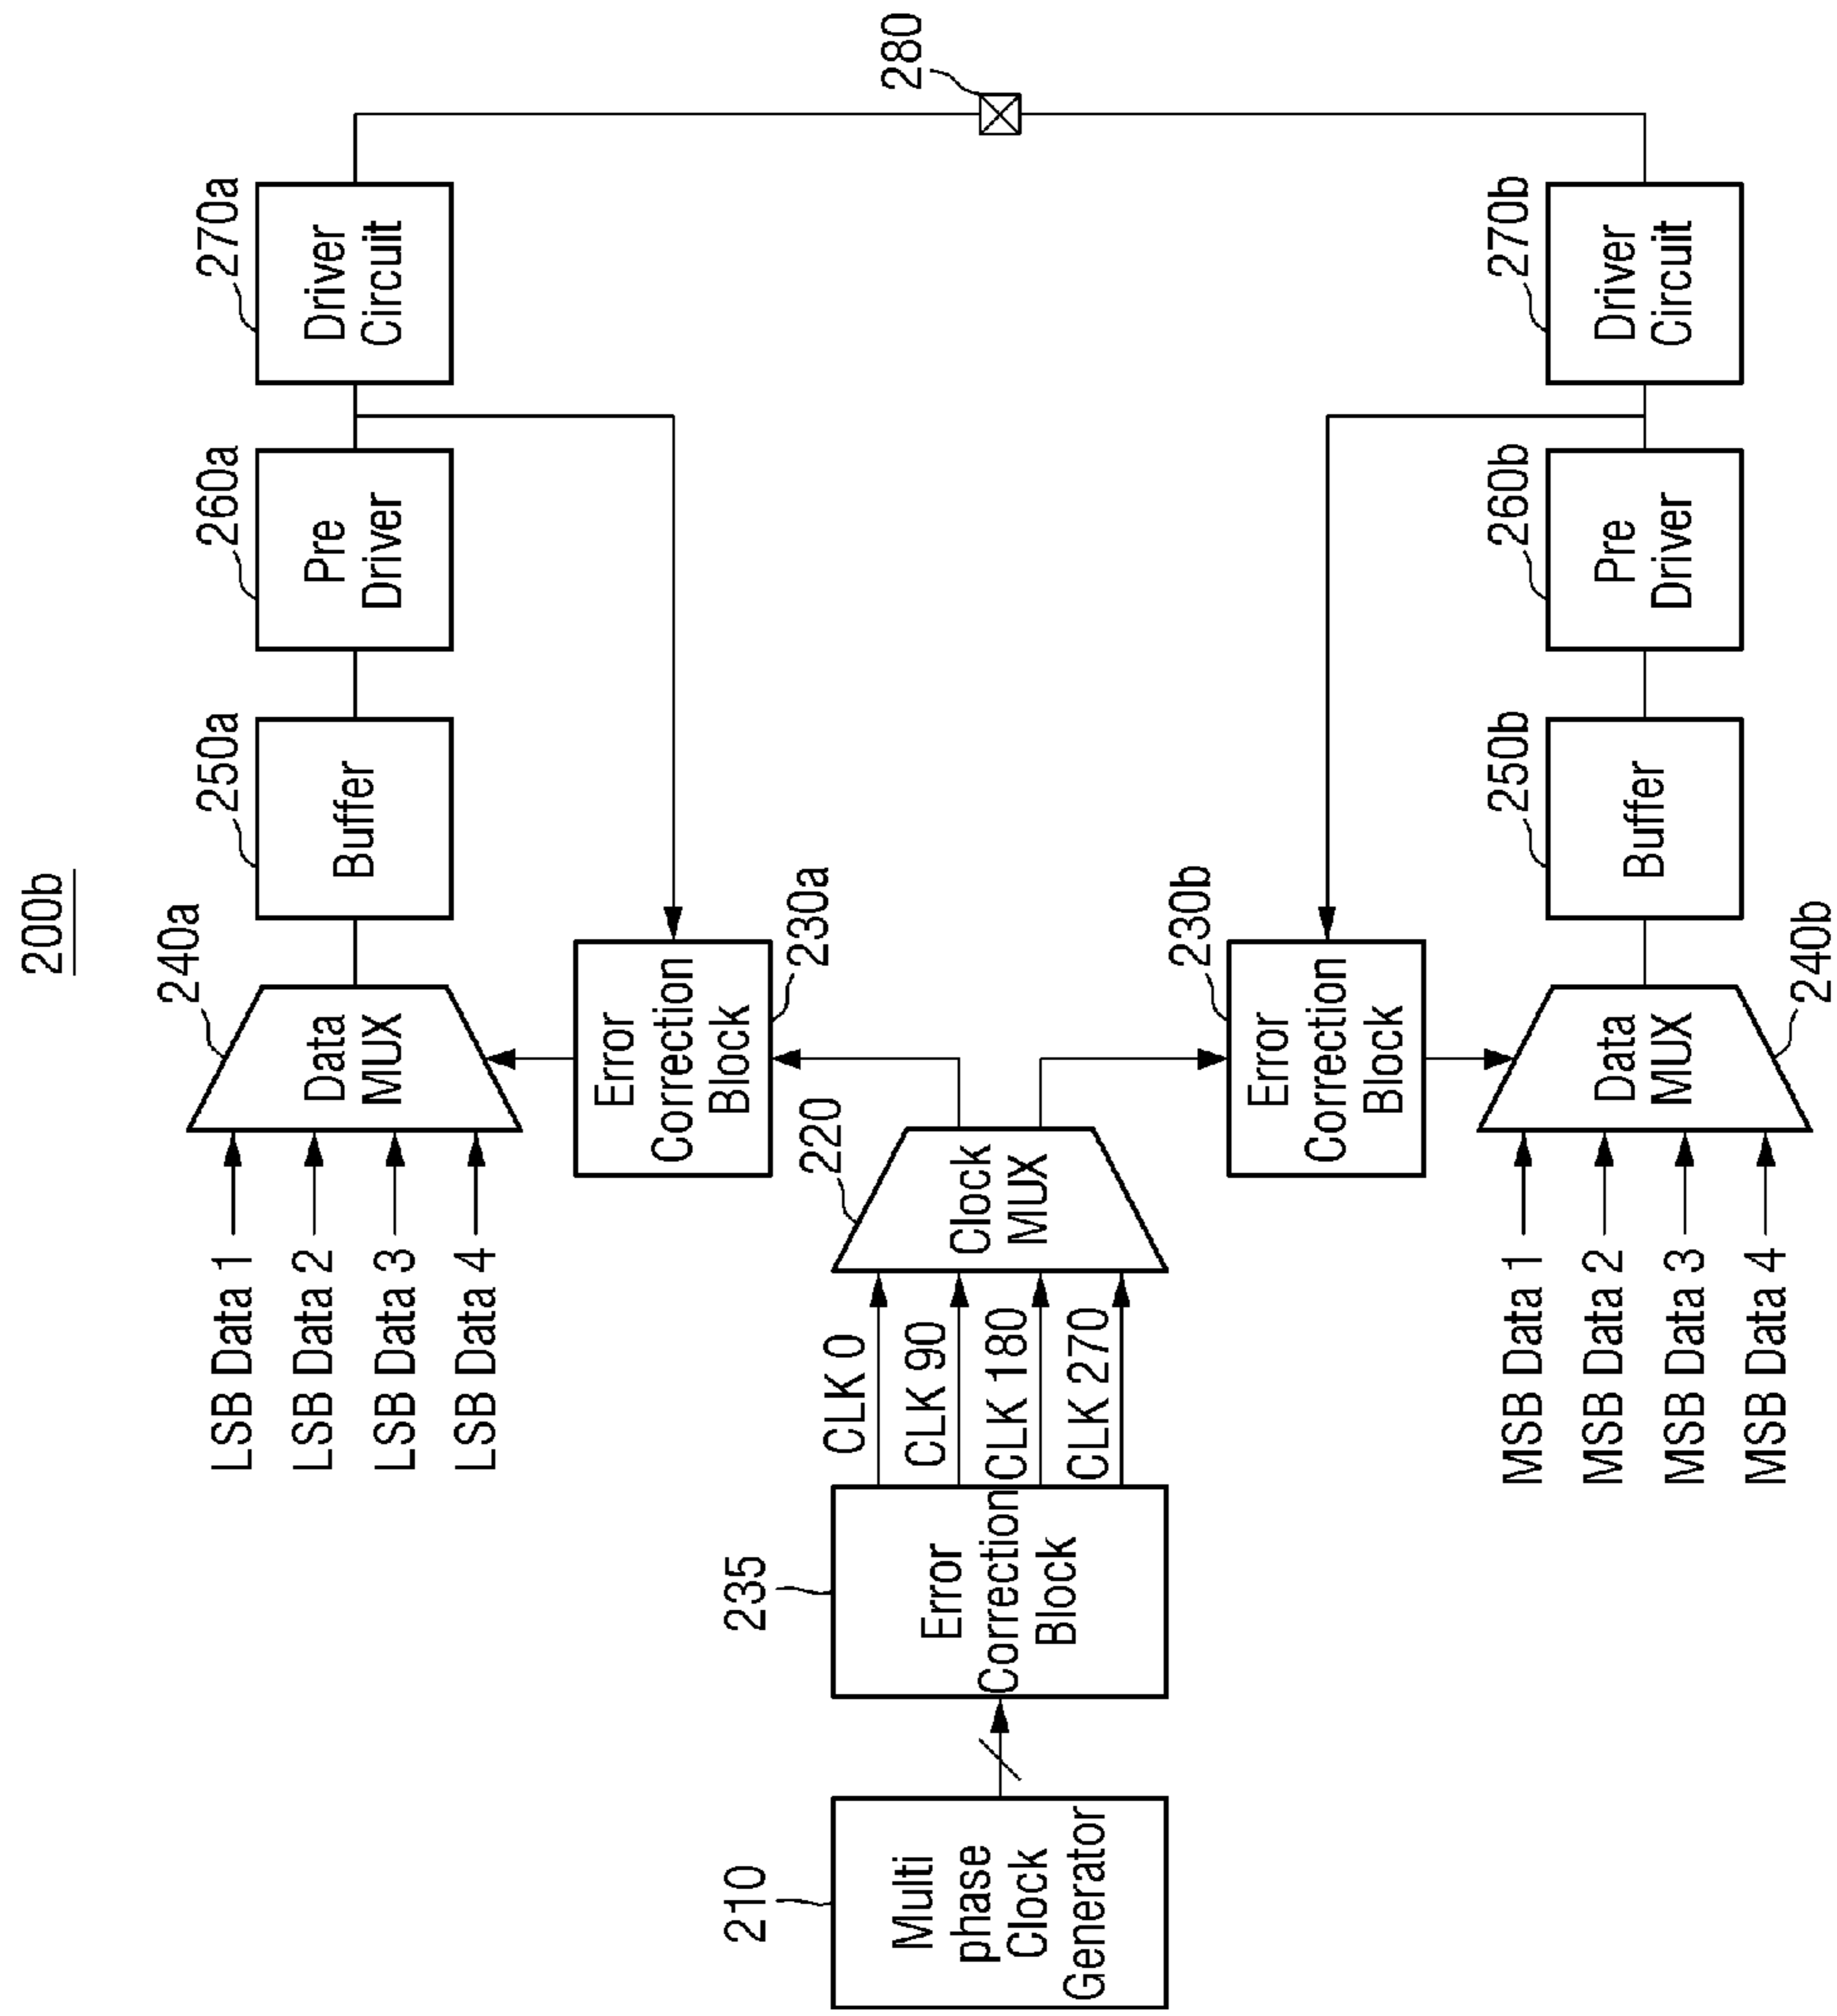 200b
240a
250a
260a
270a
LSB Data 1
LSB Data 2
LSB Data 3
LSB Data 4
Data
MUX
Buffer
Pre
Driver
Driver
Circuit
280
Error
Correction
Block
230a
210
235
220
Multi
phase
Clock
Generator
Error
Correction
Block
CLK 0
CLK 90
CLK 180
CLK 270
Clock
MUX
230b
Error
Correction
Block
250b
260b
270b
MSB Data 1
MSB Data 2
MSB Data 3
MSB Data 4
Data
MUX
Buffer
Pre
Driver
Driver
Circuit
240b